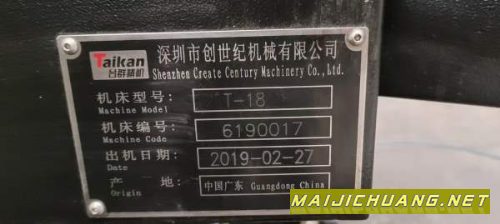 Taikan
台群精机
深圳市创世纪机械有限公司
Shenzhen Create Century Machinery Co., Ltd.
机床型号:
Machine Model
T-18
机床编号:
Machine Code
6190017
出机日期:
Date
2019-02-27
产 地:
Origin
中国广东 Guangdong China
MAIJICHUANG.NET